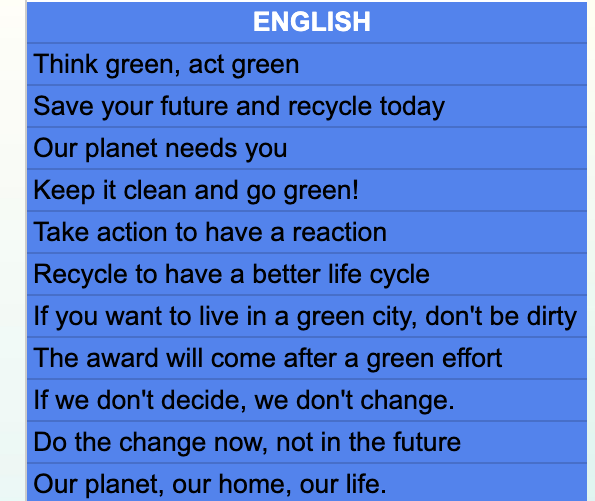 ENGLISH
Think green, act green
Save your future and recycle today
Our planet needs you
Keep it clean and go green!
Take action to have a reaction
Recycle to have a better life cycle
If you want to live in a green city, don't be dirty
The award will come after a green effort
If we don't decide, we don't change.
Do the change now, not in the future
Our planet, our home, our life.